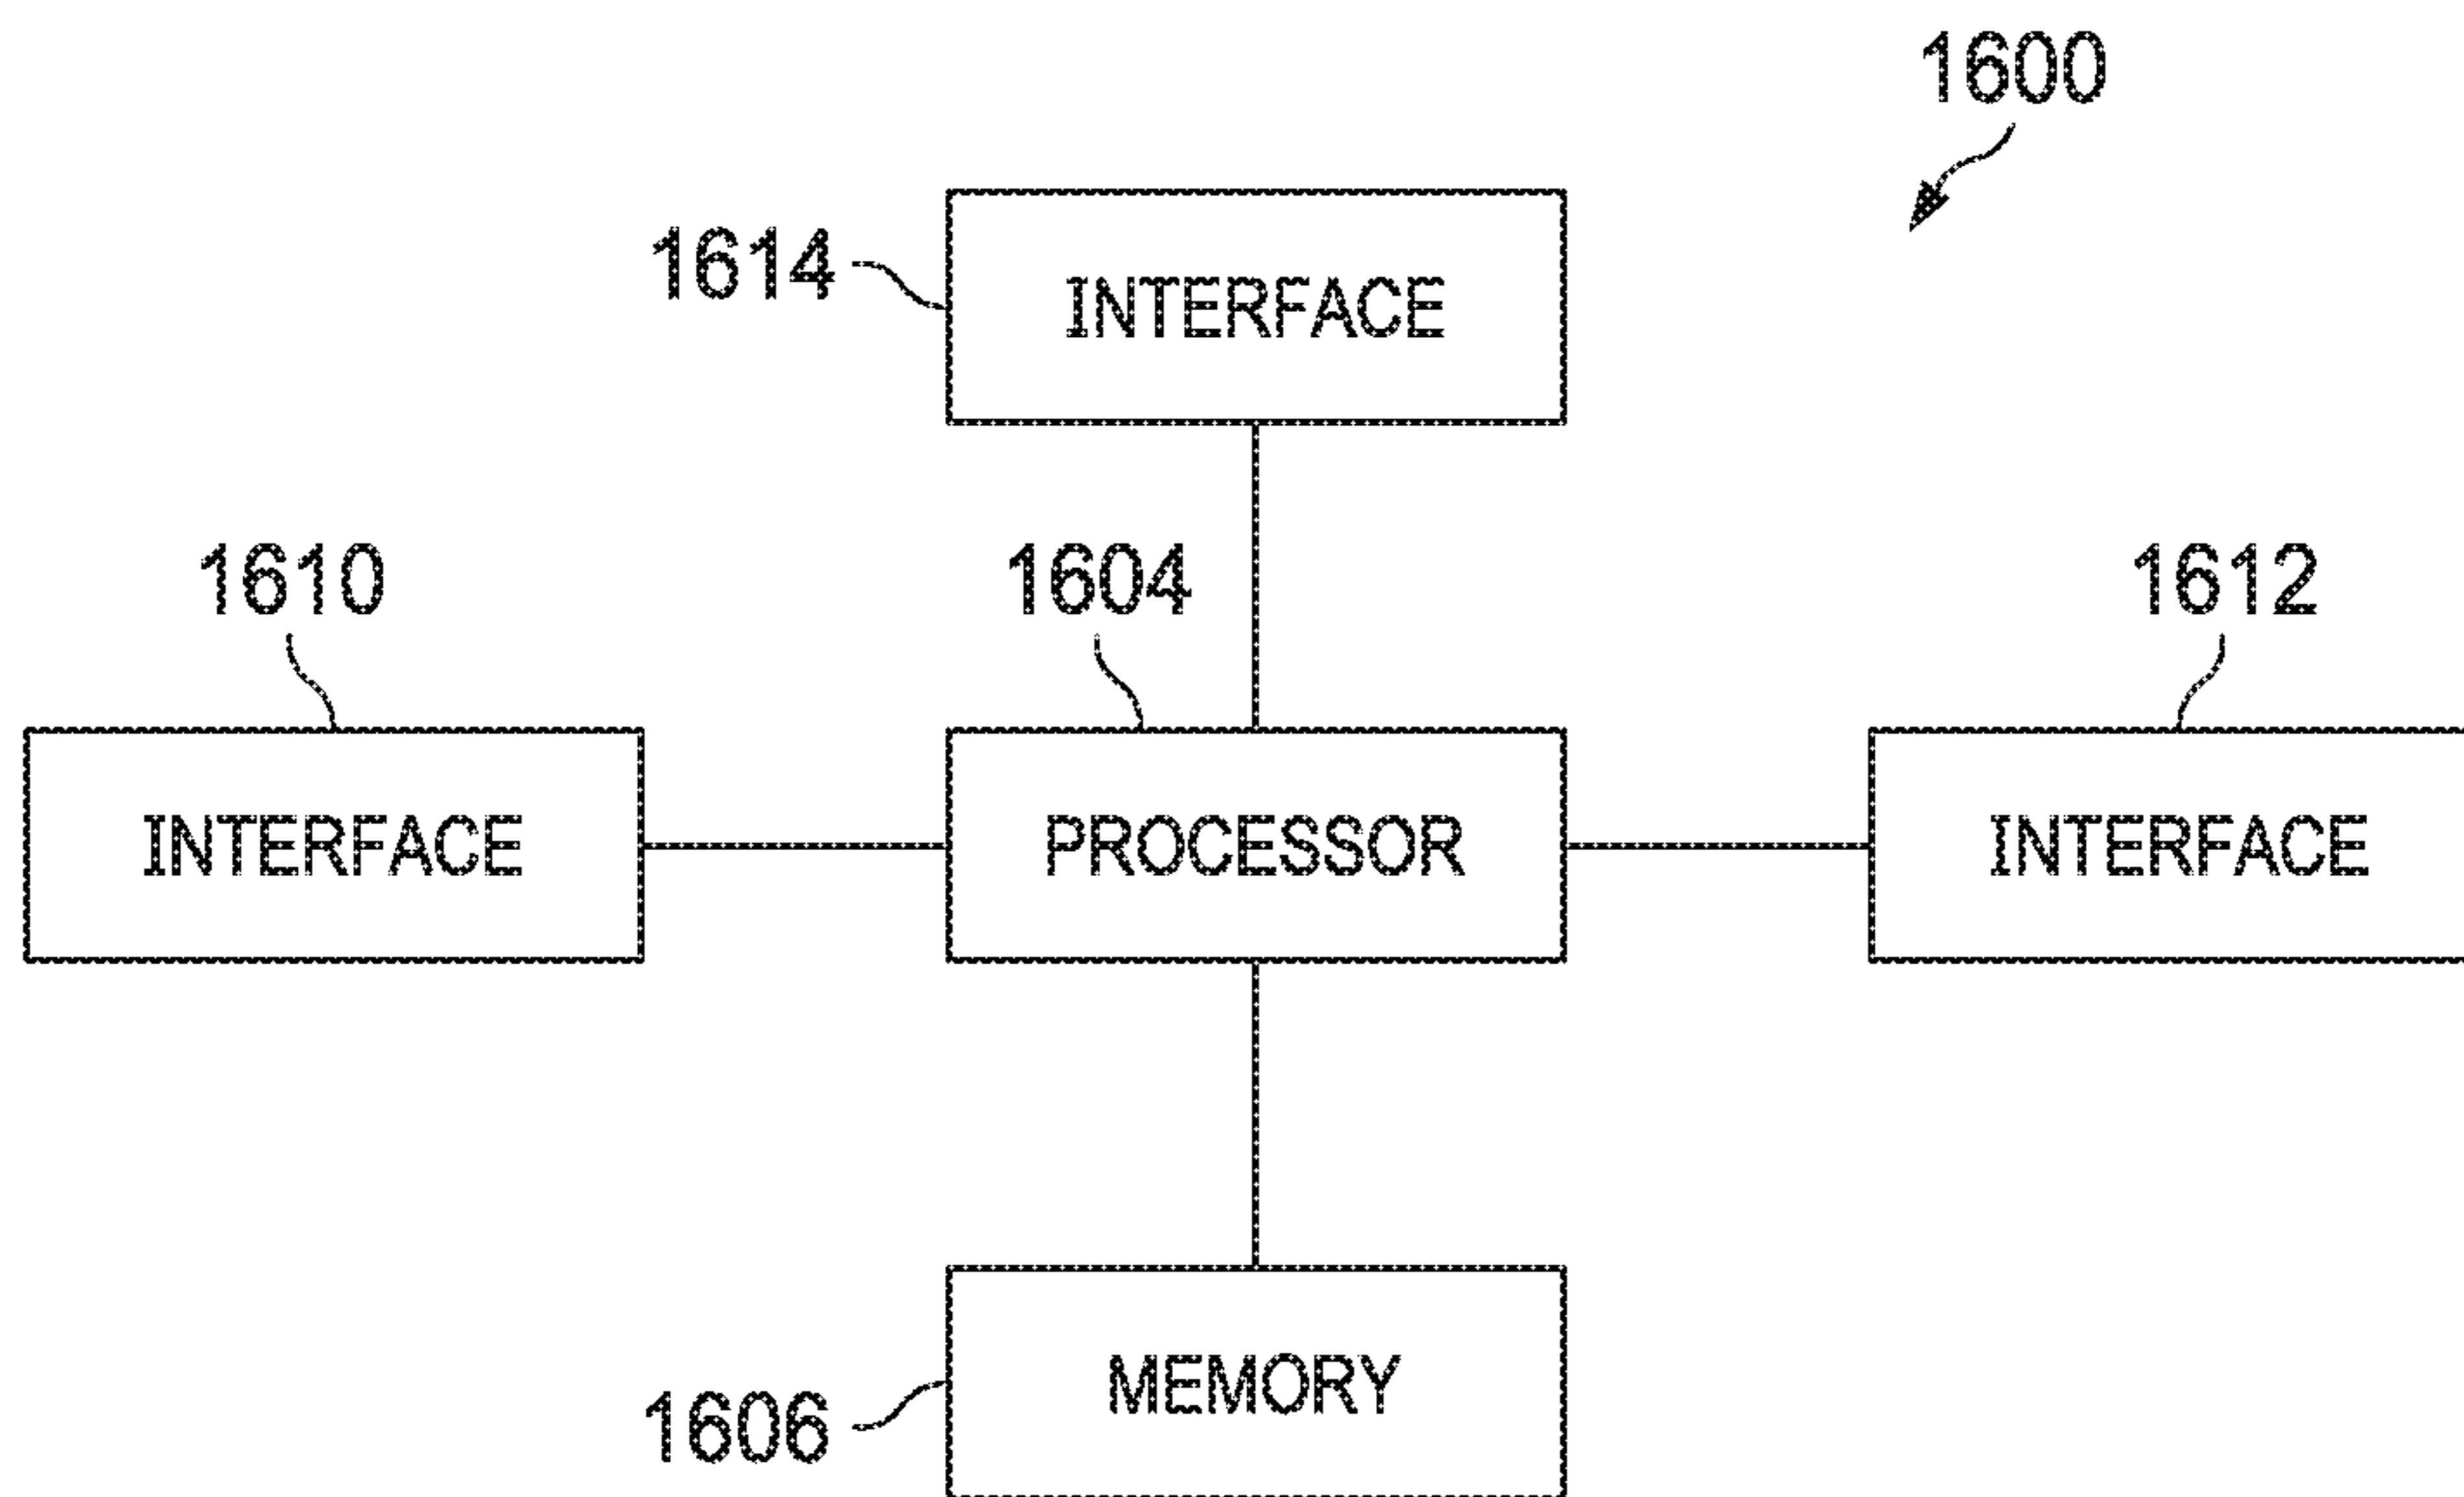 1600
1614
INTERFACE
1610
1604
1612
INTERFACE
PROCESSOR
INTERFACE
MEMORY
1606